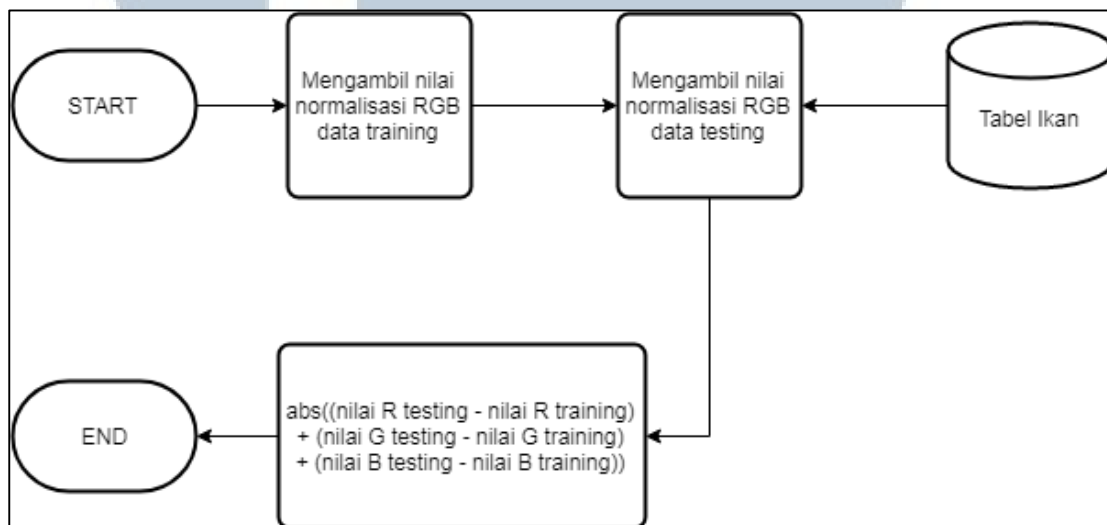 START
Mengambil nilai
normalisasi RGB
data training
Mengambil nilai
normalisasi RGB
data testing
Tabel Ikan
abs((nilai R testing - nilai R training)
+ (nilai G testing - nilai G training)
+ (nilai B testing - nilai B training))
END